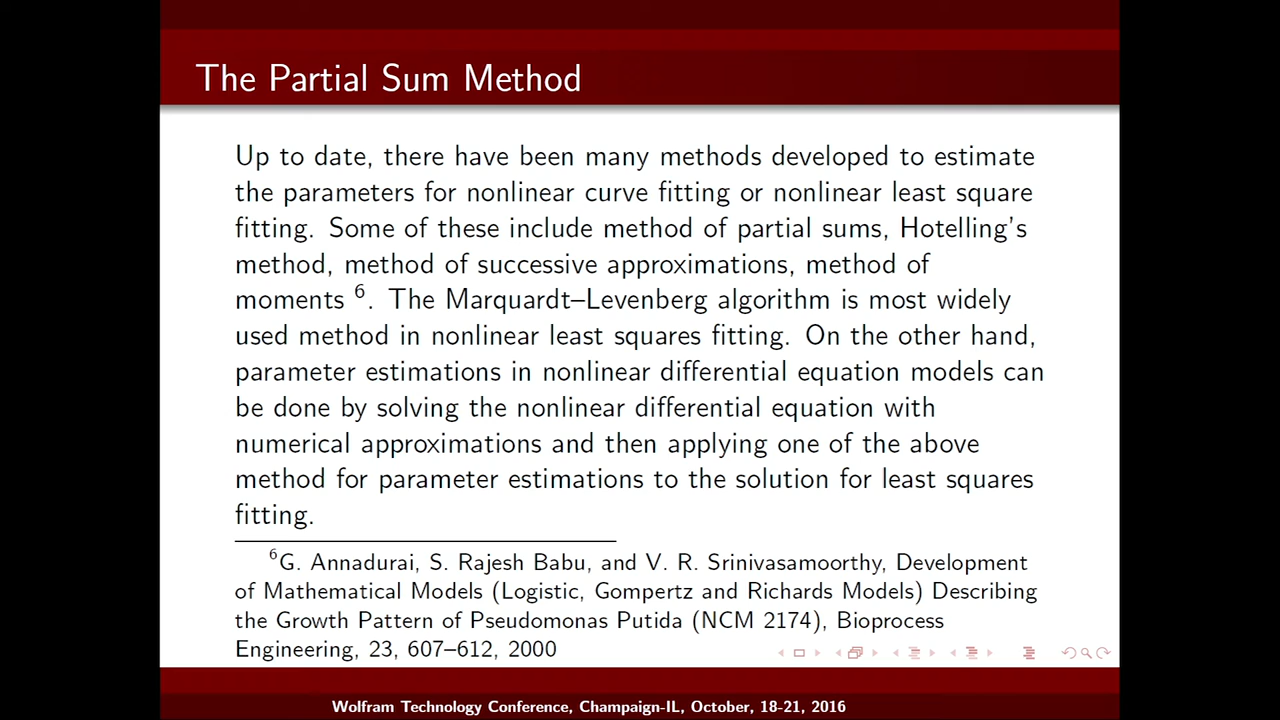 The Partial Sum Method
Up to date, there have been many methods developed to estimate
the parameters for nonlinear curve fitting or nonlinear least square
fitting. Some of these include method of partial sums, Hotelling's
method, method of successive approximations, method of
moments 6. The Marquardt–Levenberg algorithm is most widely
used method in nonlinear least squares fitting. On the other hand,
parameter estimations in nonlinear differential equation models can
be done by solving the nonlinear differential equation with
numerical approximations and then applying one of the above
method for parameter estimations to the solution for least squares
fitting.
6G. Annadurai, S. Rajesh Babu, and V. R. Srinivasamoorthy, Development
of Mathematical Models (Logistic, Gompertz and Richards Models) Describing
the Growth Pattern of Pseudomonas Putida (NCM 2174), Bioprocess
Engineering, 23, 607–612, 2000
Wolfram Technology Conference, Champaign-IL, October, 18-21, 2016